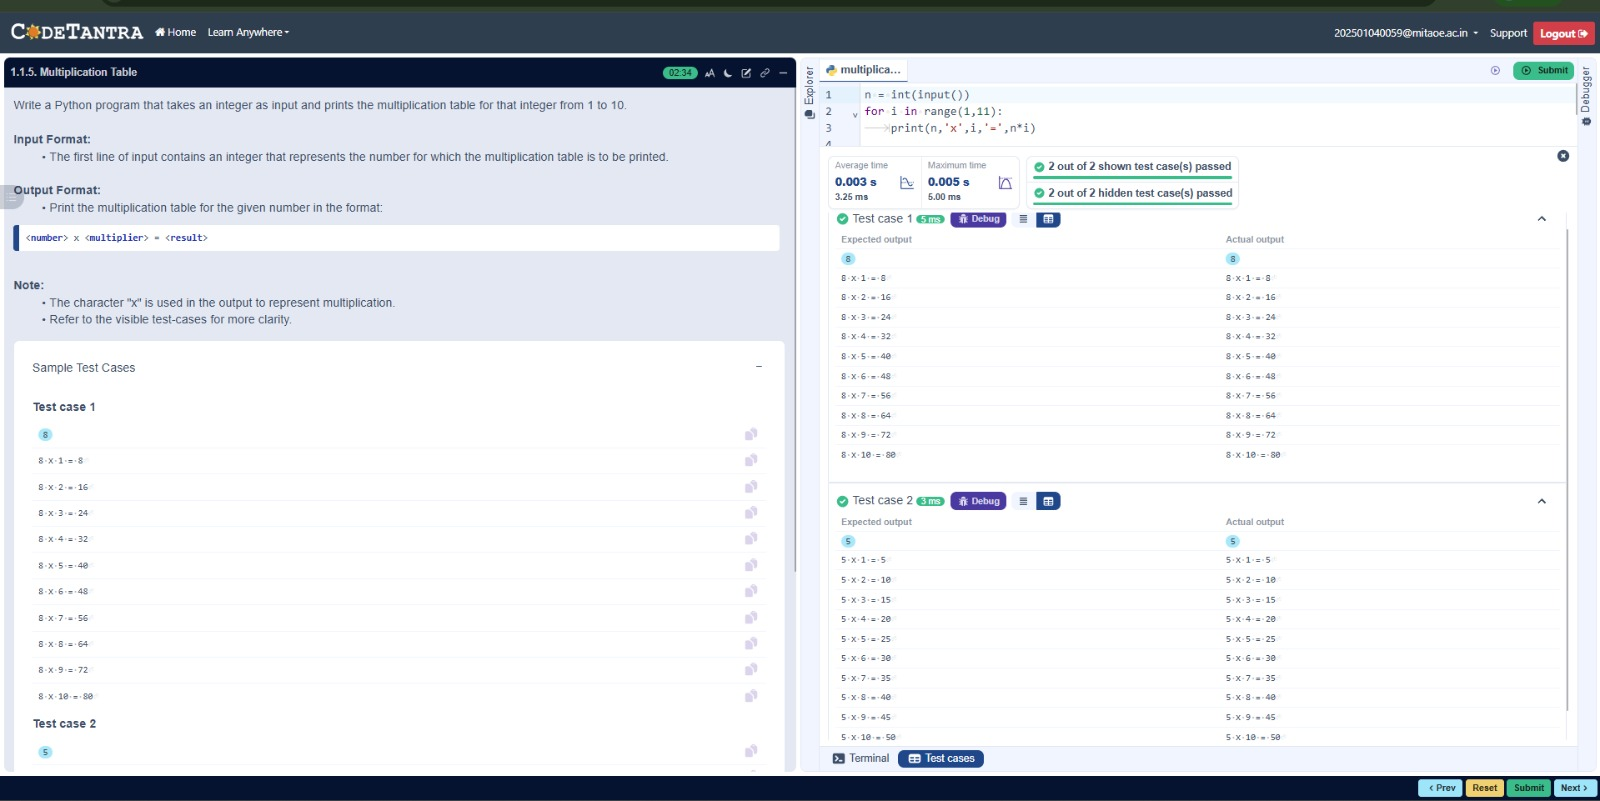 CODETANTRA Home Learn Anywhere 202501040059@mitaoe.ac.in Support Logout
1.1.5. Multiplication Table 02:34 AA
Write a Python program that takes an integer as input and prints the multiplication table for that integer from 1 to 10.
Input Format:
• The first line of input contains an integer that represents the number for which the multiplication table is to be printed.
Output Format:
• Print the multiplication table for the given number in the format:
<number> x <multiplier> = <result>
Note:
• The character "x" is used in the output to represent multiplication.
• Refer to the visible test-cases for more clarity.
Sample Test Cases
Test case 1
8
8·x·1·=·8
8·x·2·=·16
8·x·3·=·24
8·x·4·=·32
8·x·5·=·40
8·x·6·=·48
8·x·7·=·56
8·x·8·=·64
8·x·9·=·72
8·x·10·=·80
Test case 2
5
Explorer
multiplica...
Submit
Debugger
1 n = int(input())
2 for i in range(1,11):
3 print(n,'x',i,'=',n*i)
4
Average time
0.003 s
3.25 ms
Maximum time
0.005 s
5.00 ms
2 out of 2 shown test case(s) passed
2 out of 2 hidden test case(s) passed
Test case 1 5 ms Debug
Expected output Actual output
8 8
8·x·1·=·8 8·x·1·=·8
8·x·2·=·16 8·x·2·=·16
8·x·3·=·24 8·x·3·=·24
8·x·4·=·32 8·x·4·=·32
8·x·5·=·40 8·x·5·=·40
8·x·6·=·48 8·x·6·=·48
8·x·7·=·56 8·x·7·=·56
8·x·8·=·64 8·x·8·=·64
8·x·9·=·72 8·x·9·=·72
8·x·10·=·80 8·x·10·=·80
Test case 2 3 ms Debug
Expected output Actual output
5 5
5·x·1·=·5 5·x·1·=·5
5·x·2·=·10 5·x·2·=·10
5·x·3·=·15 5·x·3·=·15
5·x·4·=·20 5·x·4·=·20
5·x·5·=·25 5·x·5·=·25
5·x·6·=·30 5·x·6·=·30
5·x·7·=·35 5·x·7·=·35
5·x·8·=·40 5·x·8·=·40
5·x·9·=·45 5·x·9·=·45
5·x·10·=·50 5·x·10·=·50
Terminal Test cases
< Prev Reset Submit Next >